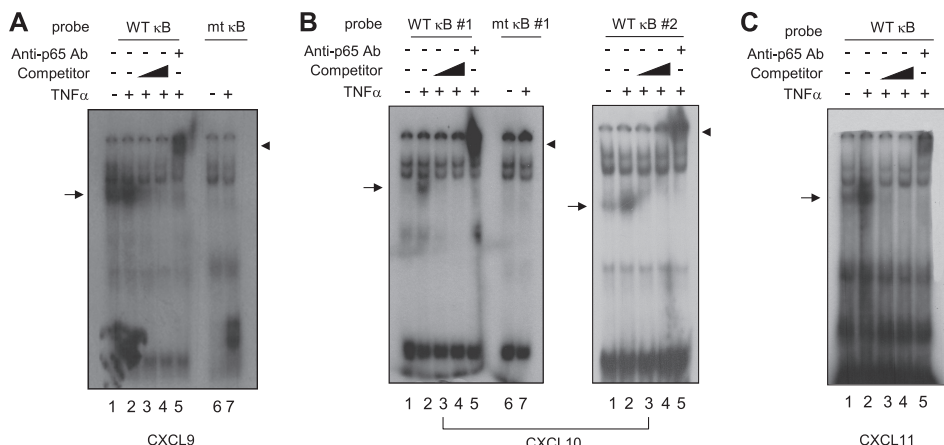 A
probe WT κB mt κB
Anti-p65 Ab - - - - +
Competitor - -
TNFα - + + + + - +
1 2 3 4 5 6 7
CXCL9
B
probe WT κB #1 mt κB #1 WT κB #2
Anti-p65 Ab - - - - + - - - - +
Competitor - - - -
TNFα - + + + + - + - + + + +
1 2 3 4 5 6 7 1 2 3 4 5
CXCL10
C
probe WT κB
Anti-p65 Ab - - - - +
Competitor - -
TNFα - + + + +
1 2 3 4 5
CXCL11